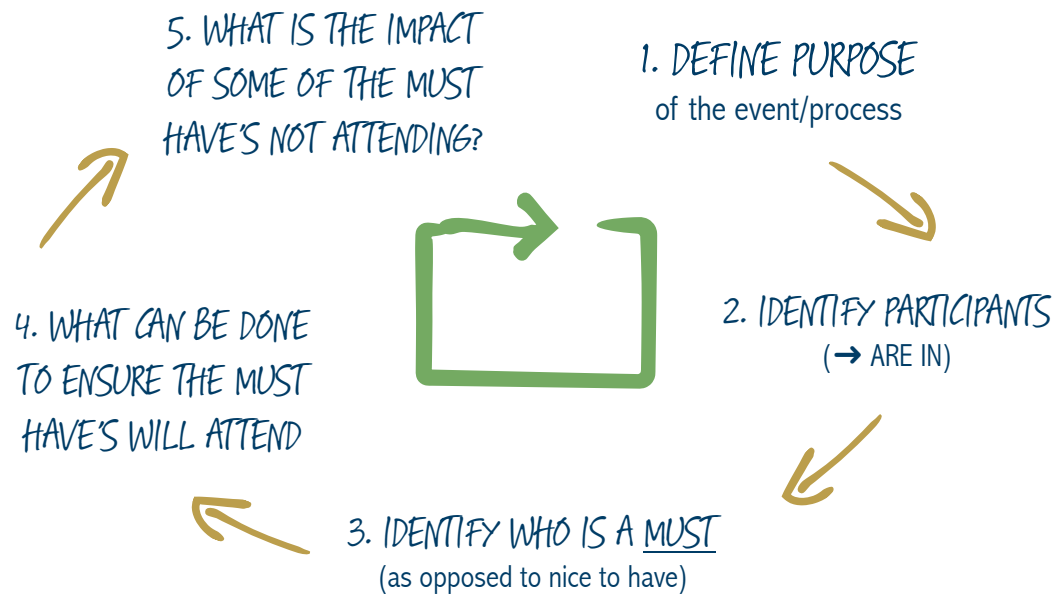 1. DEFINE PURPOSE
of the event/process
2. IDENTIFY PARTICIPANTS
(➜ ARE IN)
3. IDENTIFY WHO IS A MUST
(as opposed to nice to have)
4. WHAT CAN BE DONE
TO ENSURE THE MUST
HAVE'S WILL ATTEND
5. WHAT IS THE IMPACT
OF SOME OF THE MUST
HAVE'S NOT ATTENDING?